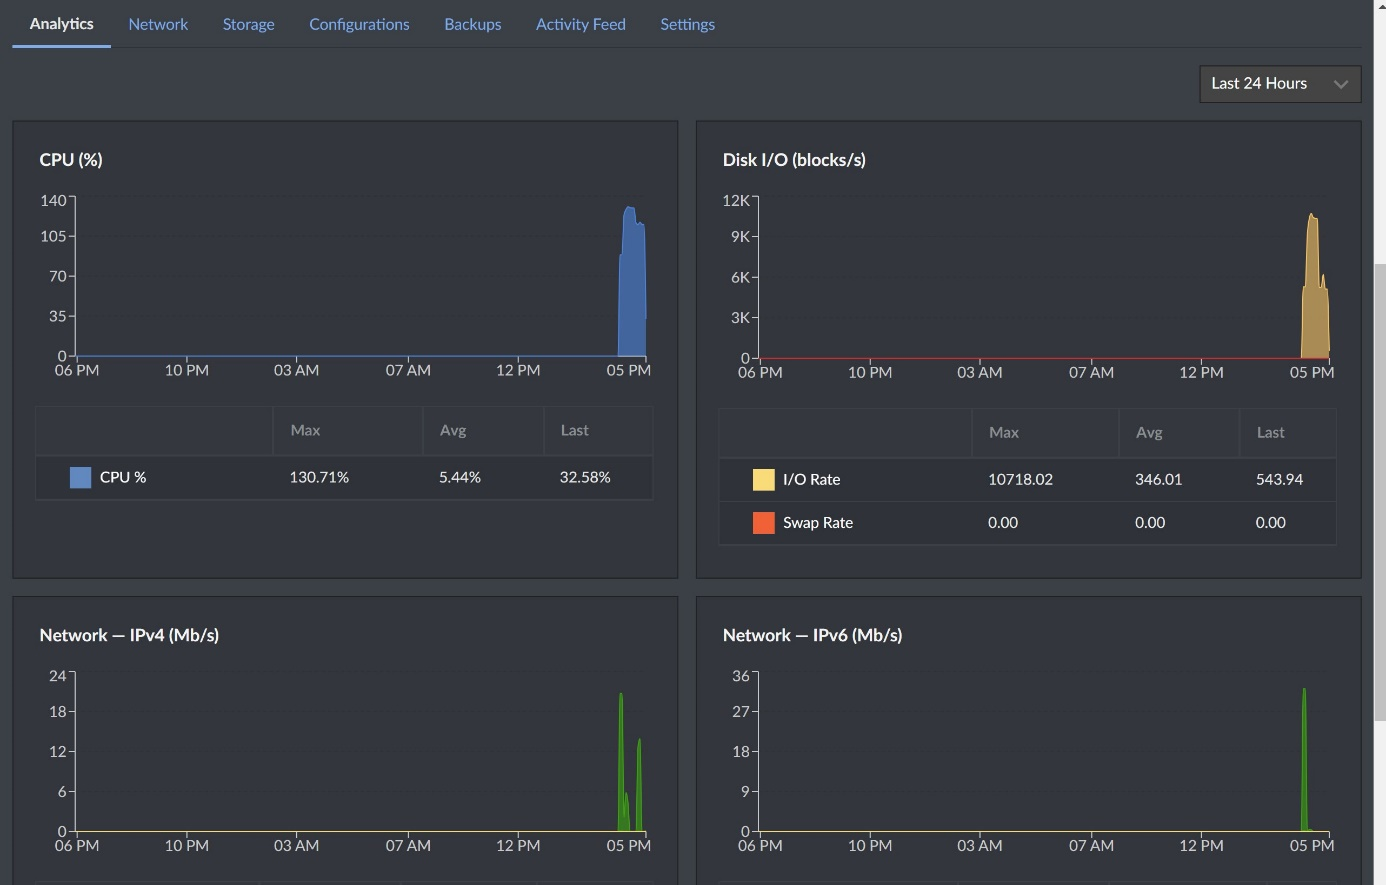 Analytics Network Storage Configurations Backups Activity Feed Settings
Last 24 Hours
CPU (%)
140
105
70
35
0
06 PM 10 PM 03 AM 07 AM 12 PM 05 PM
Max Avg Last
CPU % 130.71% 5.44% 32.58%
Disk I/O (blocks/s)
12K
9K
6K
3K
0
06 PM 10 PM 03 AM 07 AM 12 PM 05 PM
Max Avg Last
I/O Rate 10718.02 346.01 543.94
Swap Rate 0.00 0.00 0.00
Network — IPv4 (Mb/s)
24
18
12
6
0
06 PM 10 PM 03 AM 07 AM 12 PM 05 PM
Network — IPv6 (Mb/s)
36
27
18
9
0
06 PM 10 PM 03 AM 07 AM 12 PM 05 PM